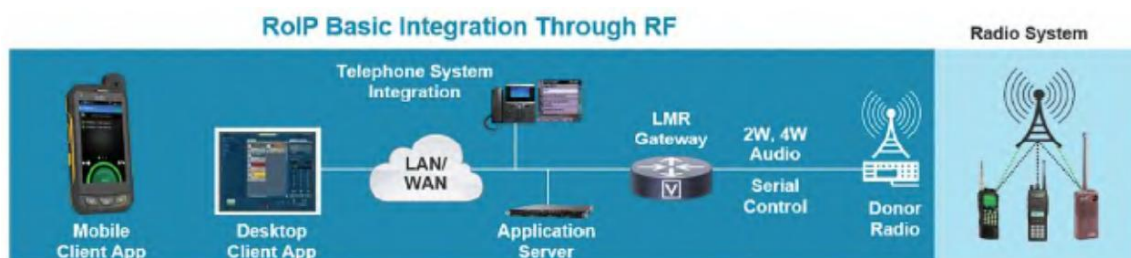 RoIP Basic Integration Through RF
Radio System
Telephone System
Integration
LAN/
WAN
LMR
Gateway
V
2W, 4W
Audio
Serial
Control
Mobile
Client App
Desktop
Client App
Application
Server
Donor
Radio